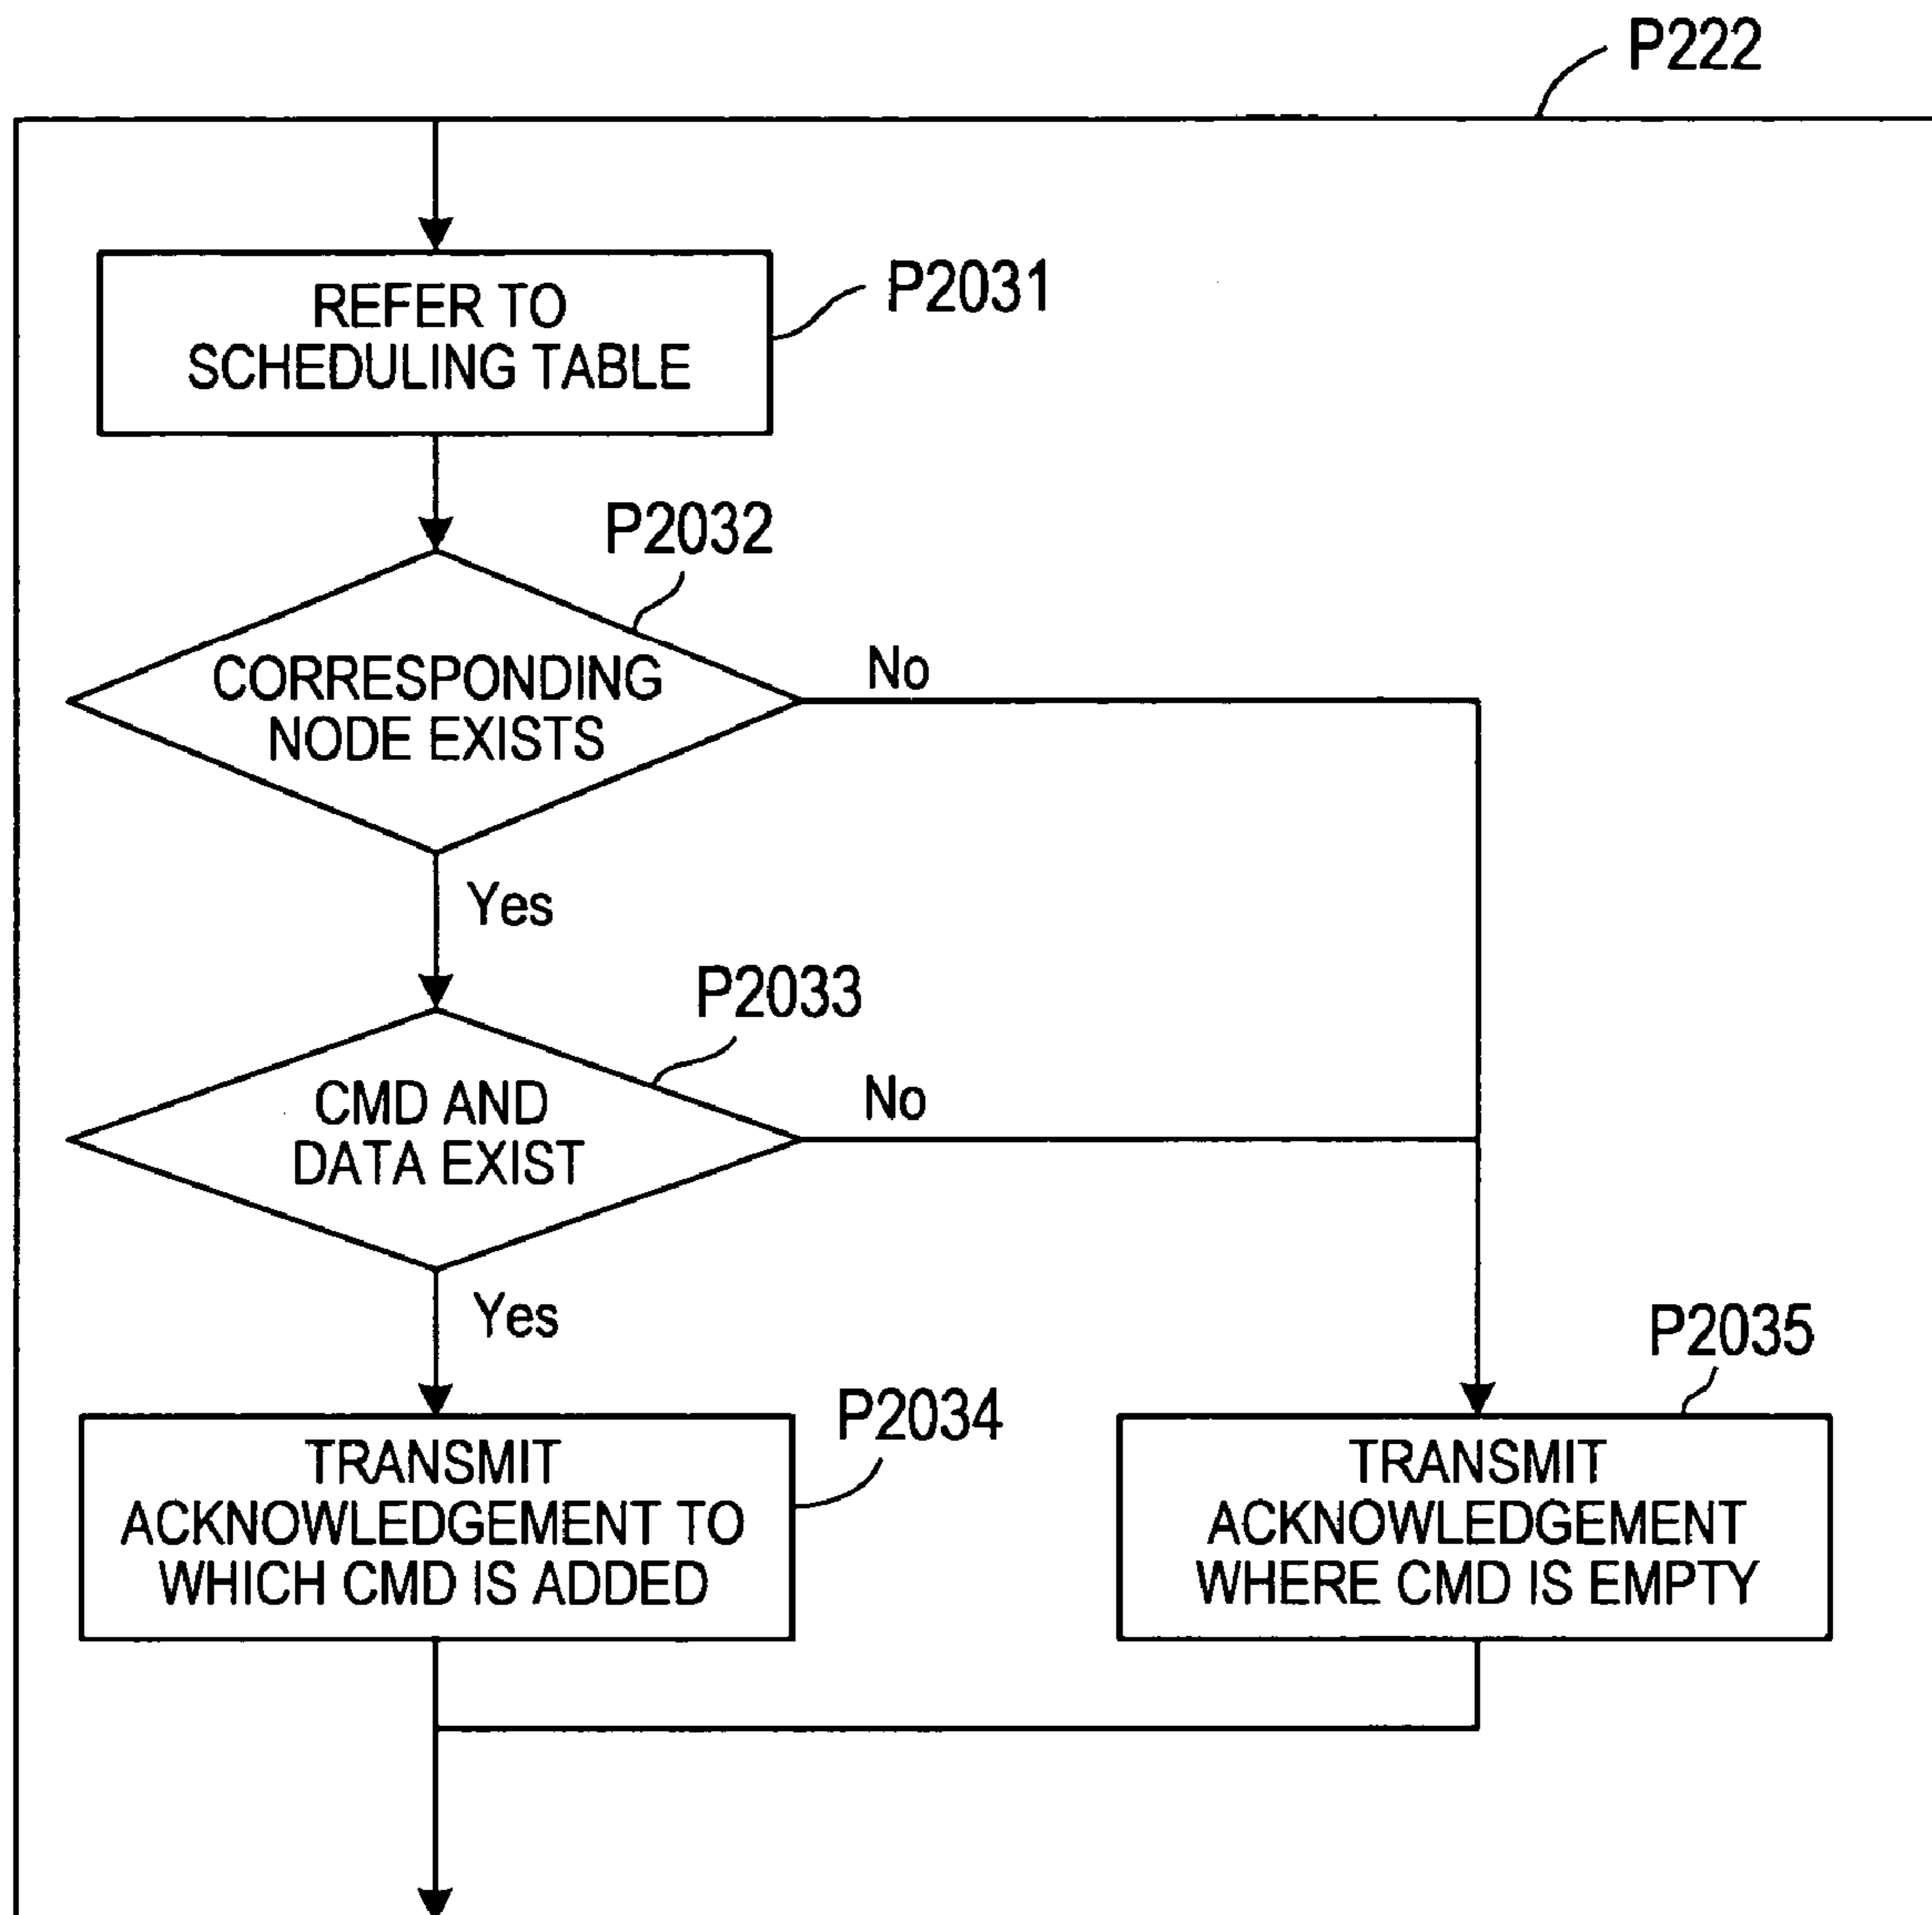 P222
REFER TO
SCHEDULING TABLE
P2031
P2032
CORRESPONDING
NODE EXISTS
No
Yes
P2033
CMD AND
DATA EXIST
No
Yes
P2034
TRANSMIT
ACKNOWLEDGEMENT TO
WHICH CMD IS ADDED
P2035
TRANSMIT
ACKNOWLEDGEMENT
WHERE CMD IS EMPTY